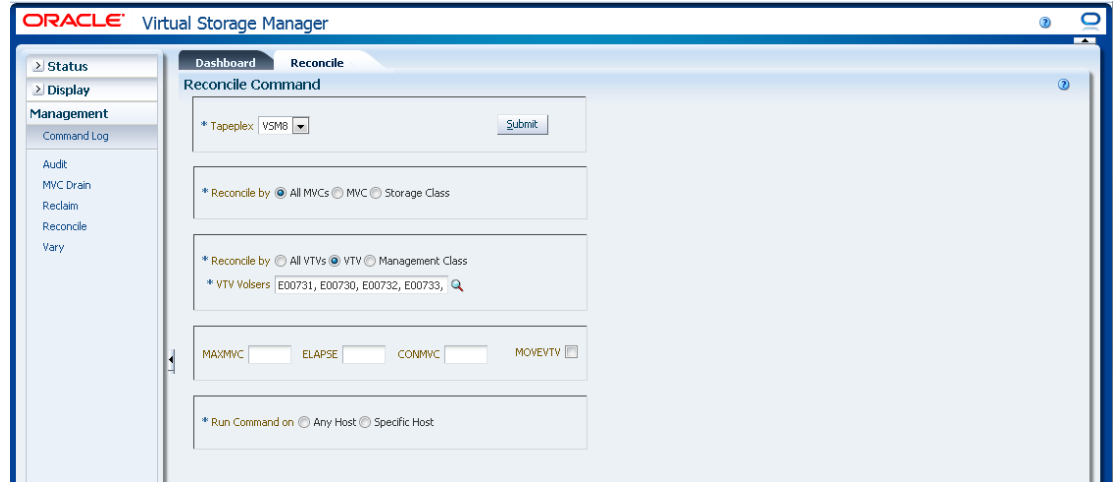 ORACLE® Virtual Storage Manager
Status
Display
Management
Command Log
Audit
MVC Drain
Reclaim
Reconcile
Vary
Dashboard Reconcile
Reconcile Command
* Tapeplex VSM8 Submit
* Reconcile by All MVCs MVC Storage Class
* Reconcile by All VTVs VTV Management Class
* VTV Volsers E00731, E00730, E00732, E00733,
MAXMVC ELAPSE CONMVC MOVEVTV
* Run Command on Any Host Specific Host